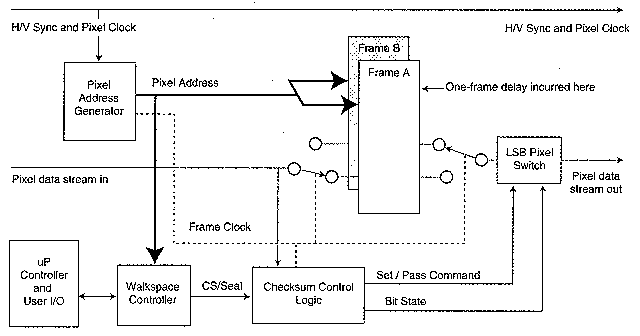 H/V Sync and Pixel Clock
H/V Sync and Pixel Clock
Frame B
Pixel
Address
Generator
Pixel Address
Frame A
One-frame delay incurred here
LSB Pixel
Switch
Pixel data stream in
Pixel data
stream out
Frame Clock
uP
Controller
and
User I/O
Walkspace
Controller
CS/Seal
Checksum Control
Logic
Set / Pass Command
Bit State